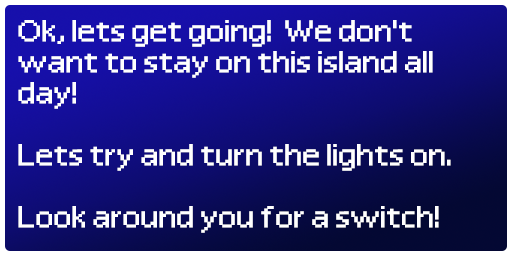 Ok, lets get going!  We don't
want to stay on this island all
day!
Lets try and turn the lights on.
Look around you for a switch!